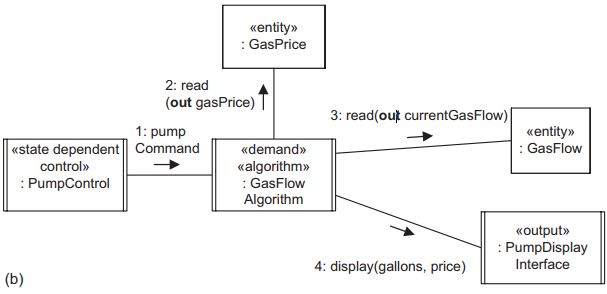 «entity»
: GasPrice
2: read
(out gasPrice)
3: read(out currentGasFlow)
1: pump
Command
«state dependent
control»
: PumpControl
«demand»
«algorithm»
: GasFlow
Algorithm
«entity»
: GasFlow
«output»
: PumpDisplay
Interface
4: display(gallons, price)
(b)